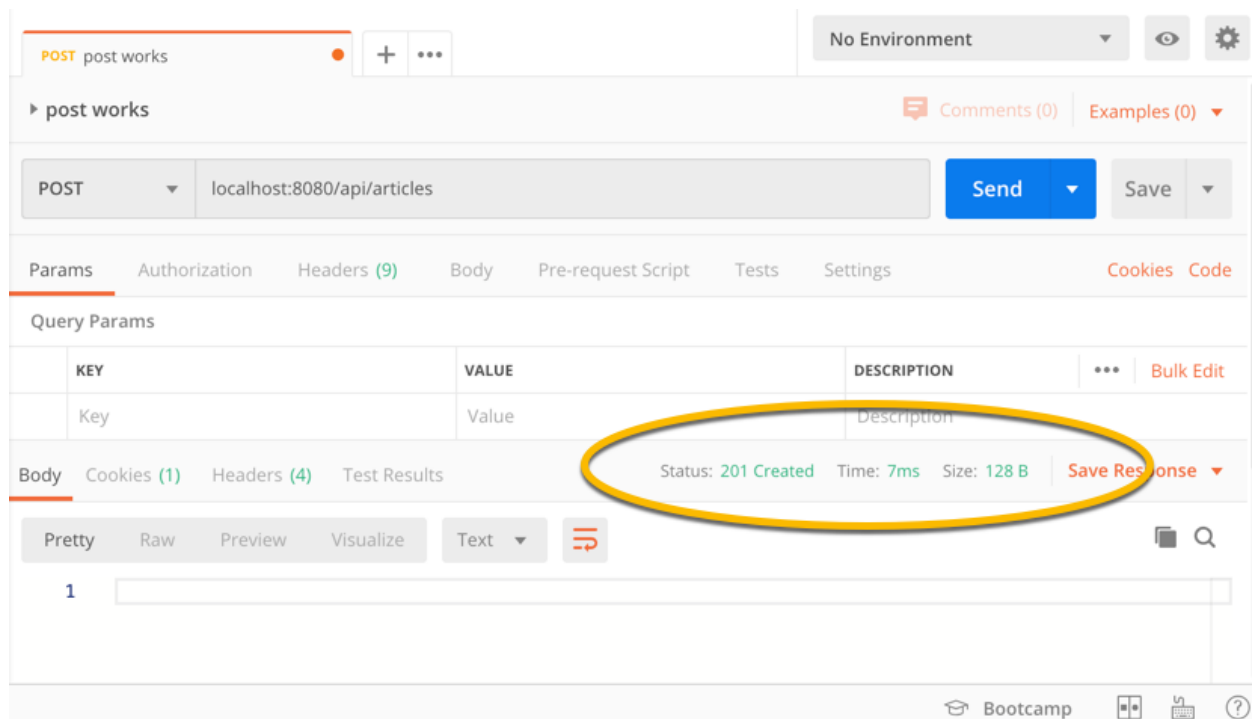 POST post works
No Environment
post works
Comments (0) Examples (0)
POST localhost:8080/api/articles Send Save
Params Authorization Headers (9) Body Pre-request Script Tests Settings Cookies Code
Query Params
KEY VALUE DESCRIPTION Bulk Edit
Key Value Description
Body Cookies (1) Headers (4) Test Results Status: 201 Created Time: 7ms Size: 128 B Save Response
Pretty Raw Preview Visualize Text
1
Bootcamp